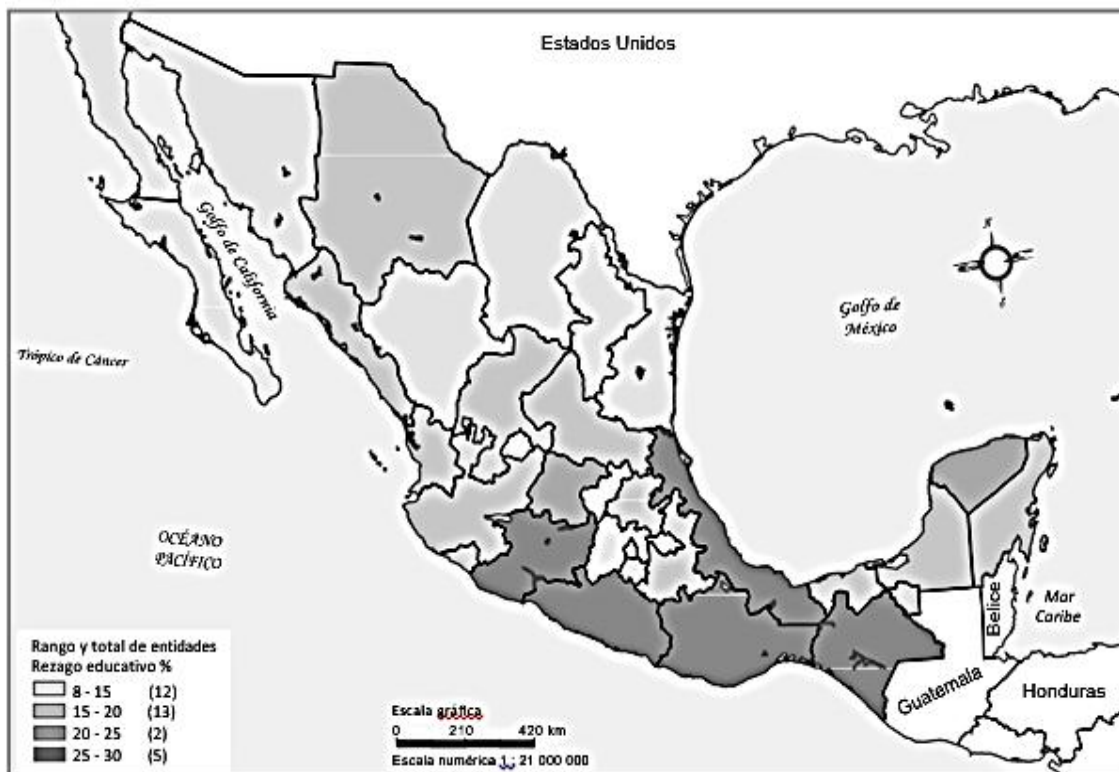 Estados Unidos
Golfo de California
Golfo de
México
Trópico de Cáncer
OCÉANO
PACÍFICO
Mar
Caribe
Belice
Guatemala
Honduras
Rango y total de entidades
Rezago educativo %
8 - 15 (12)
15 - 20 (13)
20 - 25 (2)
25 - 30 (5)
Escala gráfica
0 210 420 km
Escala numérica 1 : 21 000 000